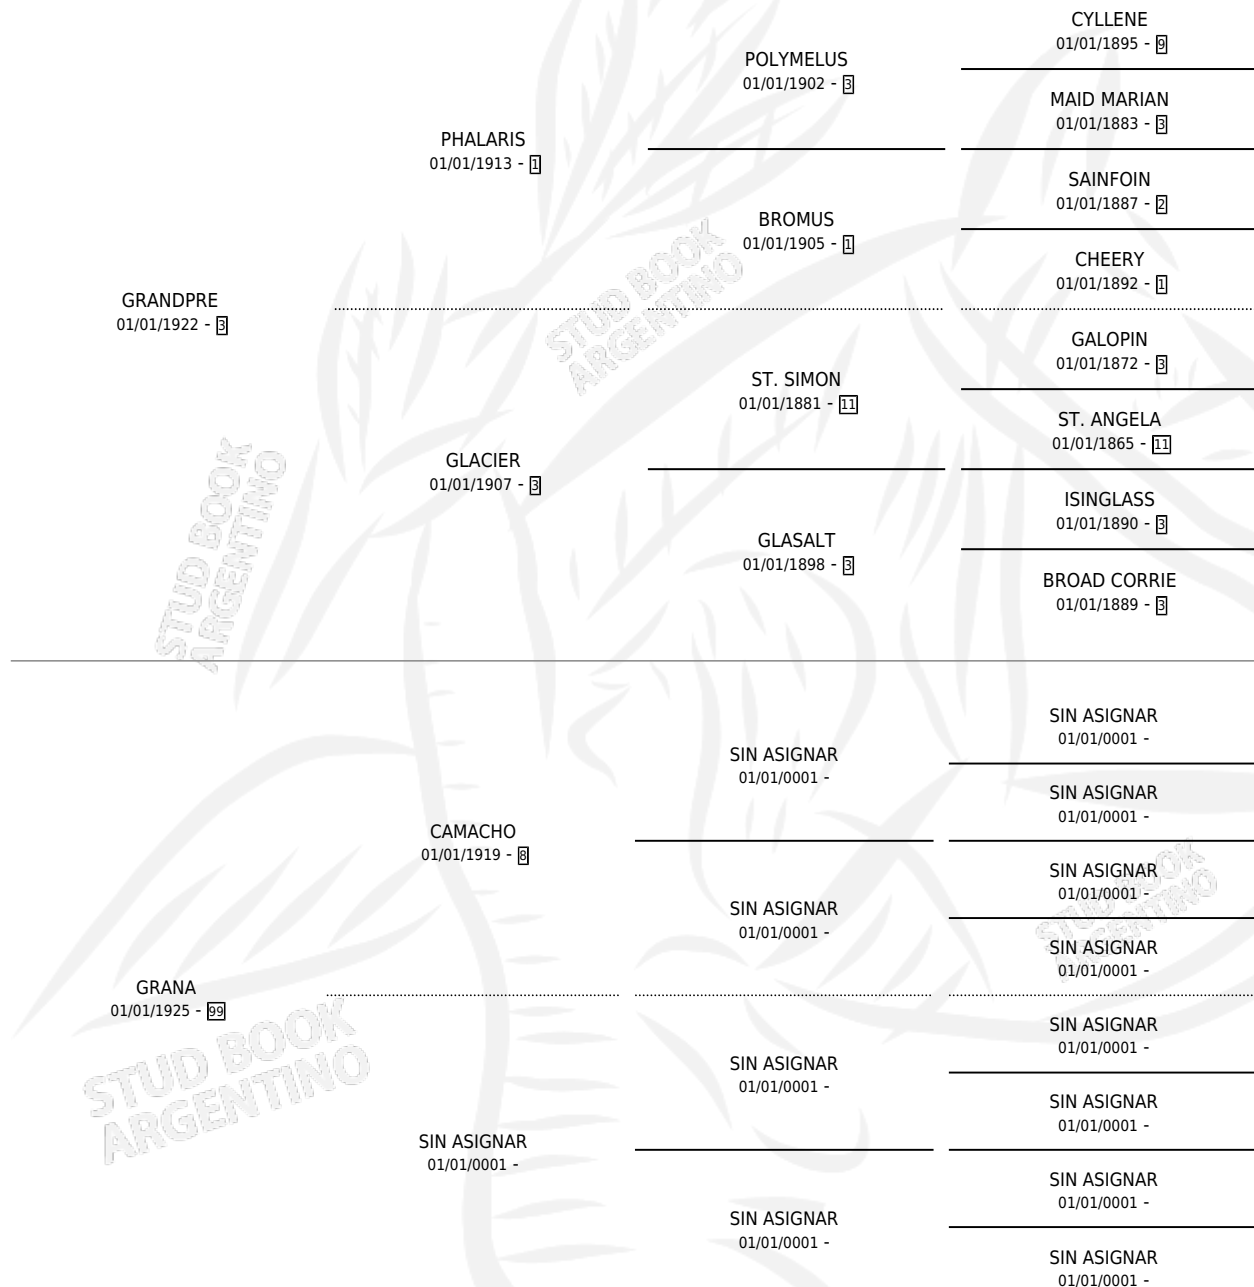 CYLLENE
01/01/1895 - 9
POLYMELUS
01/01/1902 - 3
MAID MARIAN
01/01/1883 - 3
PHALARIS
01/01/1913 - 1
SAINFOIN
01/01/1887 - 2
BROMUS
01/01/1905 - 1
CHEERY
01/01/1892 - 1
GRANDPRE
01/01/1922 - 3
GALOPIN
01/01/1872 - 3
ST. SIMON
01/01/1881 - 11
ST. ANGELA
01/01/1865 - 11
GLACIER
01/01/1907 - 3
ISINGLASS
01/01/1890 - 3
GLASALT
01/01/1898 - 3
BROAD CORRIE
01/01/1889 - 3
SIN ASIGNAR
01/01/0001 -
SIN ASIGNAR
01/01/0001 -
SIN ASIGNAR
01/01/0001 -
CAMACHO
01/01/1919 - 8
SIN ASIGNAR
01/01/0001 -
SIN ASIGNAR
01/01/0001 -
SIN ASIGNAR
01/01/0001 -
GRANA
01/01/1925 - 99
SIN ASIGNAR
01/01/0001 -
SIN ASIGNAR
01/01/0001 -
SIN ASIGNAR
01/01/0001 -
SIN ASIGNAR
01/01/0001 -
SIN ASIGNAR
01/01/0001 -
SIN ASIGNAR
01/01/0001 -
SIN ASIGNAR
01/01/0001 -
STUD BOOK
ARGENTINO
STUD BOOK
ARGENTINO
STUD BOOK
ARGENTINO
STUD BOOK
ARGENTINO